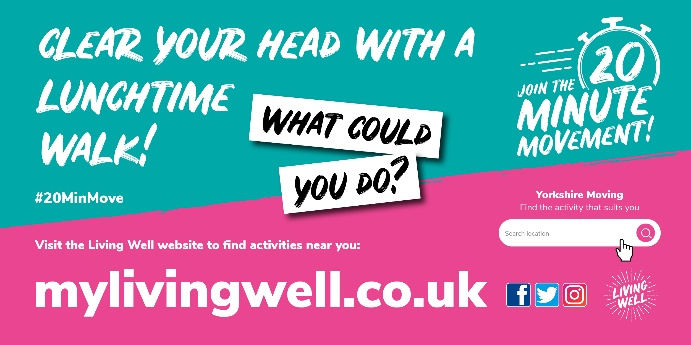 CLEAR YOUR HEAD WITH A
LUNCHTIME
WALK!
WHAT COULD
YOU DO?
#20MinMove
JOIN THE 20
MINUTE
MOVEMENT!
Yorkshire Moving
Find the activity that suits you
Search location
Visit the Living Well website to find activities near you:
mylivingwell.co.uk
LIVING
WELL